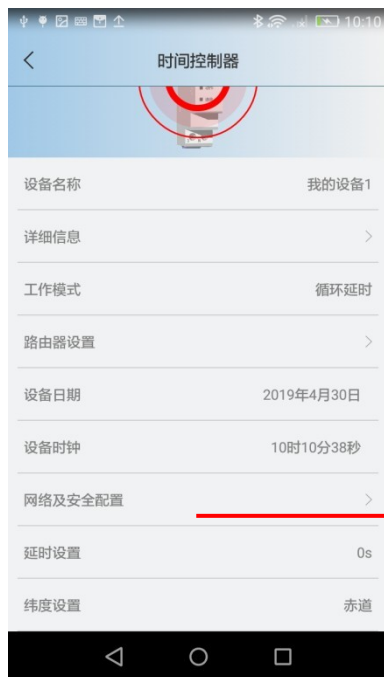 10:10
时间控制器
设备名称 我的设备1
详细信息
工作模式 循环延时
路由器设置
设备日期 2019年4月30日
设备时钟 10时10分38秒
网络及安全配置
延时设置 0s
纬度设置 赤道